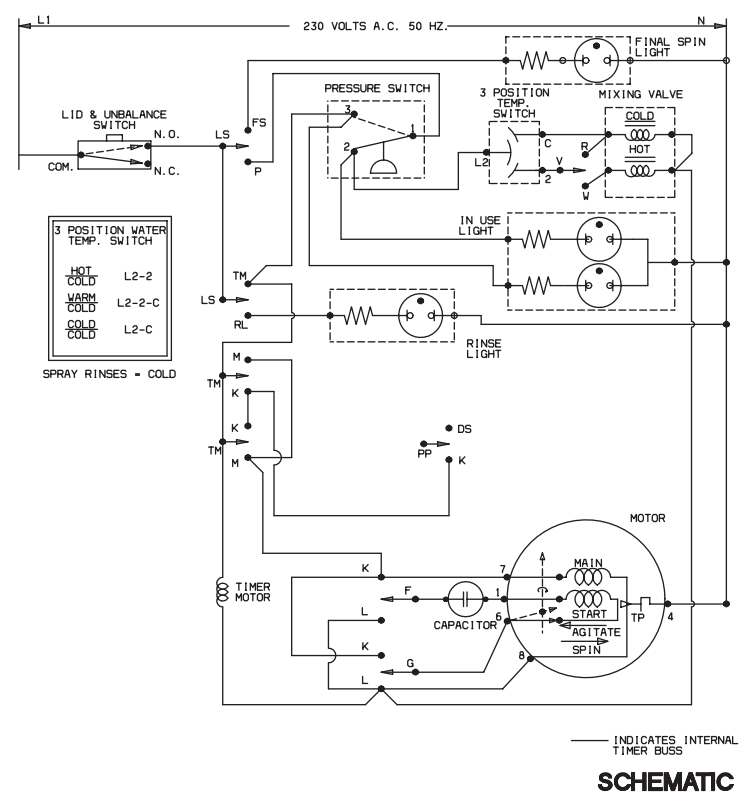 L1
230 VOLTS A.C. 50 HZ.
N
FINAL SPIN
LIGHT
PRESSURE SWITCH
3 POSITION
TEMP.
SWITCH
MIXING VALVE
LID & UNBALANCE
SWITCH
N.O.
COM.
N.C.
LS
FS
P
3
1
2
L2
C
V
2
R
W
COLD
HOT
3 POSITION WATER
TEMP. SWITCH
HOT
COLD
L2-2
WARM
COLD
L2-2-C
COLD
COLD
L2-C
SPRAY RINSES = COLD
IN USE
LIGHT
TM
LS
RL
RINSE
LIGHT
M
TM
K
K
TM
M
DS
PP
K
MOTOR
TIMER
MOTOR
K
F
L
K
G
L
CAPACITOR
7
1
6
8
MAIN
START
AGITATE
SPIN
TP
4
INDICATES INTERNAL
TIMER BUSS
SCHEMATIC